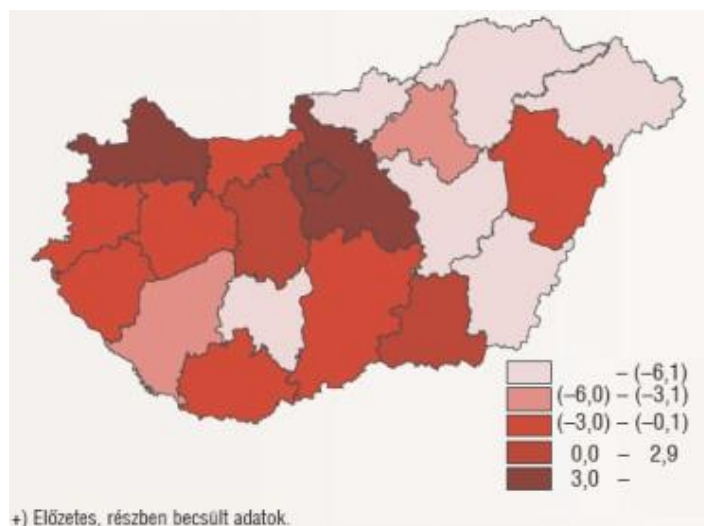 – (–6,1)
(–6,0) – (–3,1)
(–3,0) – (–0,1)
0,0 – 2,9
3,0 –
+) Előzetes, részben becsült adatok.